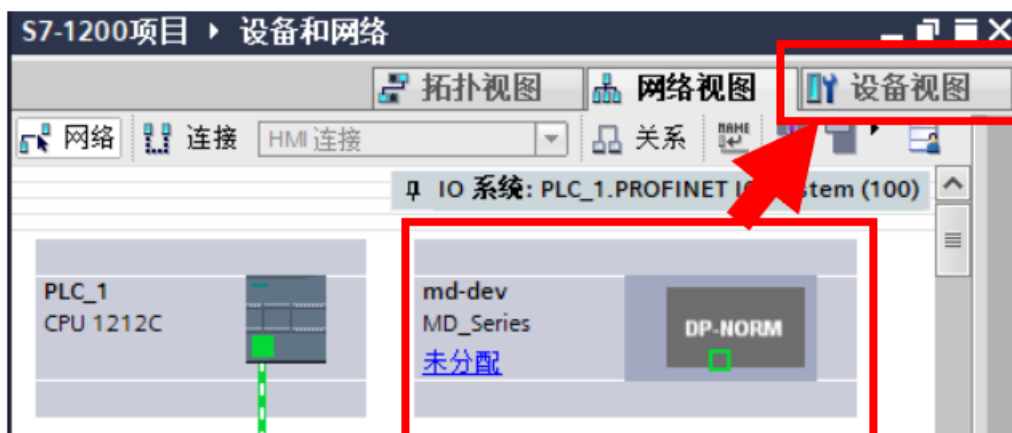 S7-1200项目 ▸ 设备和网络
拓扑视图 网络视图 设备视图
网络 连接 HMI 连接 关系
IO 系统: PLC_1.PROFINET (100)
PLC_1
CPU 1212C
md-dev
MD_Series
未分配
DP-NORM